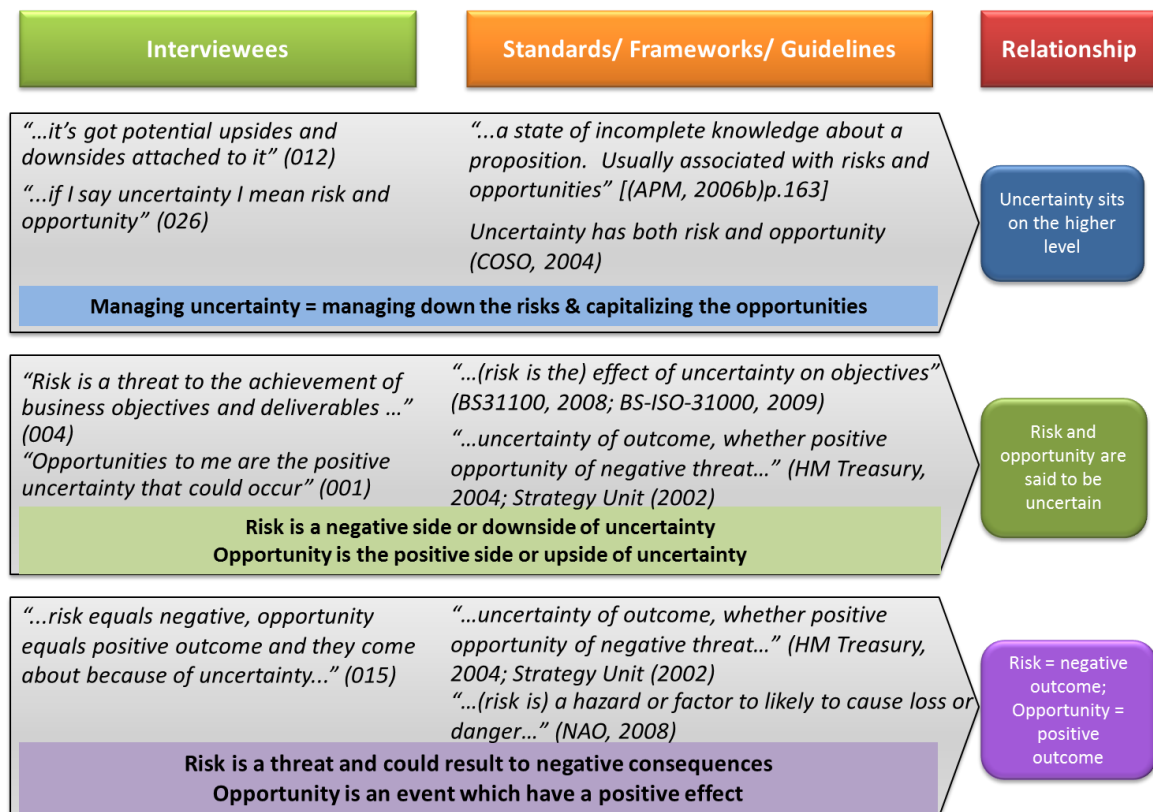 Interviewees
Standards/ Frameworks/ Guidelines
Relationship
“…it’s got potential upsides and
downsides attached to it” (012)
“…if I say uncertainty I mean risk and
opportunity” (026)
“...a state of incomplete knowledge about a
proposition.  Usually associated with risks and
opportunities” [(APM, 2006b)p.163]
Uncertainty has both risk and opportunity
(COSO, 2004)
Managing uncertainty = managing down the risks & capitalizing the opportunities
Uncertainty sits
on the higher
level
“Risk is a threat to the achievement of
business objectives and deliverables …”
(004)
“Opportunities to me are the positive
uncertainty that could occur” (001)
“…(risk is the) effect of uncertainty on objectives”
(BS31100, 2008; BS-ISO-31000, 2009)
“…uncertainty of outcome, whether positive
opportunity of negative threat…” (HM Treasury,
2004; Strategy Unit (2002)
Risk is a negative side or downside of uncertainty
Opportunity is the positive side or upside of uncertainty
Risk and
opportunity are
said to be
uncertain
“...risk equals negative, opportunity
equals positive outcome and they come
about because of uncertainty...” (015)
“…uncertainty of outcome, whether positive
opportunity of negative threat…” (HM Treasury,
2004; Strategy Unit (2002)
“…(risk is) a hazard or factor to likely to cause loss or
danger…” (NAO, 2008)
Risk is a threat and could result to negative consequences
Opportunity is an event which have a positive effect
Risk = negative
outcome;
Opportunity =
positive
outcome